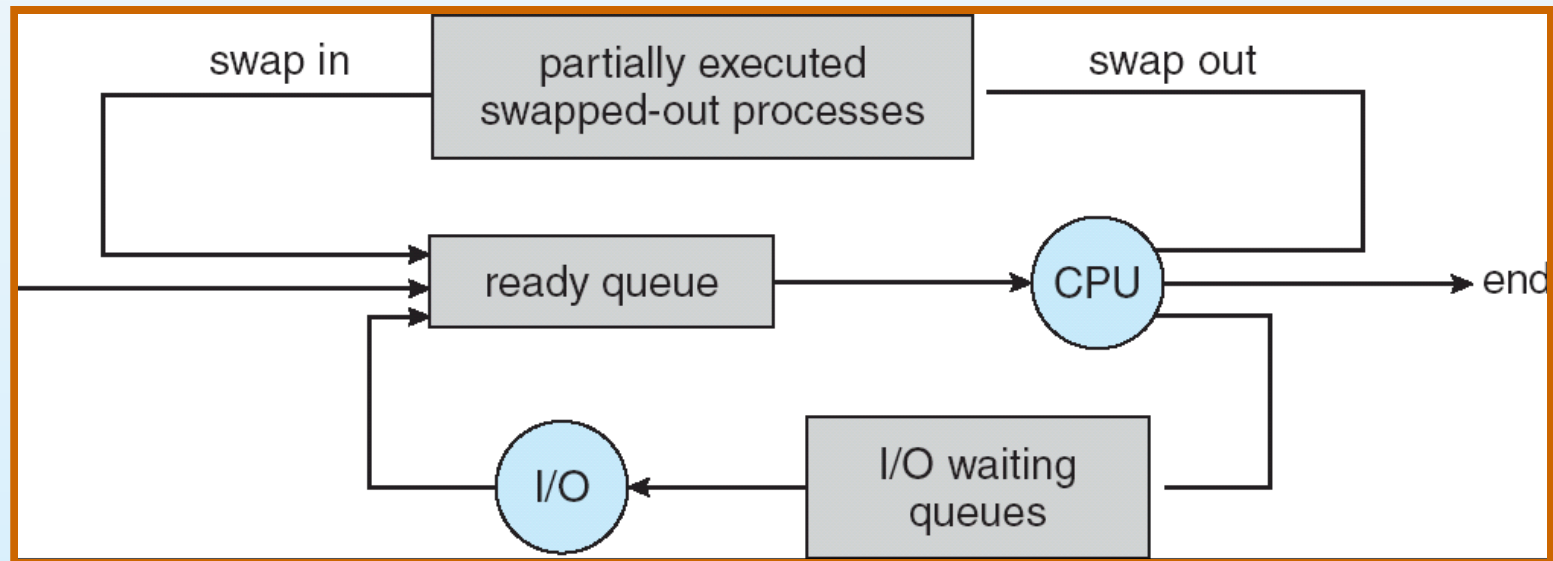 swap in
partially executed
swapped-out processes
swap out
ready queue
CPU
end
I/O
I/O waiting
queues